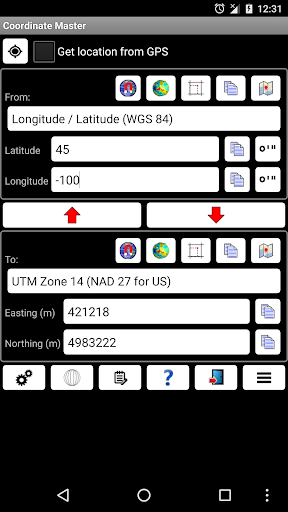 12:31
Coordinate Master
Get location from GPS
From:
Longitude / Latitude (WGS 84)
Latitude 45 o'"
Longitude -100 o'"
To:
UTM Zone 14 (NAD 27 for US)
Easting (m) 421218
Northing (m) 4983222
?